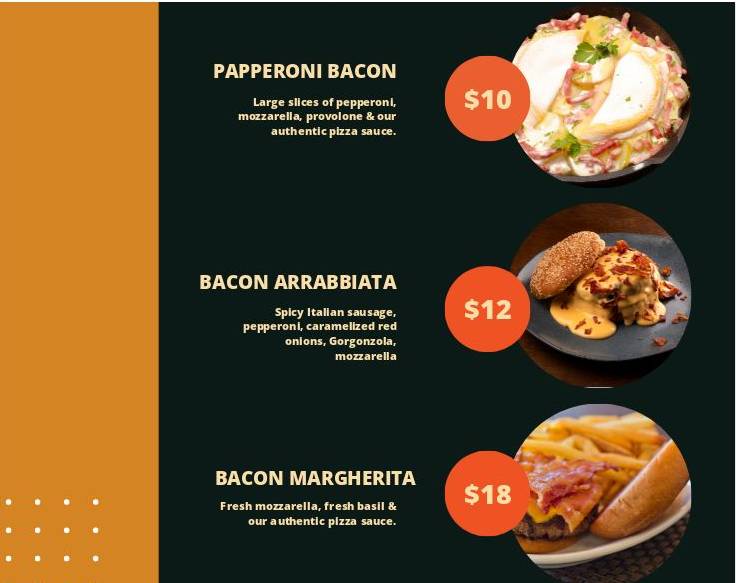 PAPPERONI BACON
Large slices of pepperoni,
mozzarella, provolone & our
authentic pizza sauce.
$10
BACON ARRABBIATA
Spicy Italian sausage,
pepperoni, caramelized red
onions, Gorgonzola,
mozzarella
$12
BACON MARGHERITA
Fresh mozzarella, fresh basil &
our authentic pizza sauce.
$18